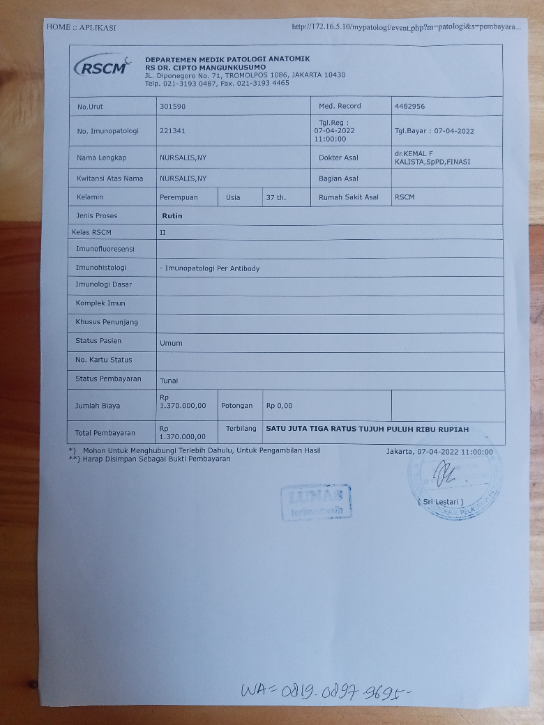 HOME :: APLIKASI
http://172.16.5.10/mypatologi/event.php?m=patologi&s=pembayara...
RSCM
DEPARTEMEN MEDIK PATOLOGI ANATOMIK
RS DR. CIPTO MANGUNKUSUMO
JL. Diponegoro No. 71, TROMOLPOS 1086, JAKARTA 10430
Telp. 021-3193 0467, Fax. 021-3193 4465
No.Urut 301590 Med. Record 4482956
No. Imunopatologi 221341 Tgl.Reg : 07-04-2022 11:00:00 Tgl.Bayar : 07-04-2022
Nama Lengkap NURSALIS,NY Dokter Asal dr.KEMAL F KALISTA,SpPD,FINASI
Kwitansi Atas Nama NURSALIS,NY Bagian Asal
Kelamin Perempuan Usia 37 th. Rumah Sakit Asal RSCM
Jenis Proses Rutin
Kelas RSCM II
Imunofluoresensi
Imunohistologi - Imunopatologi Per Antibody
Imunologi Dasar
Komplek Imun
Khusus Penunjang
Status Pasien Umum
No. Kartu Status
Status Pembayaran Tunai
Jumlah Biaya Rp 1.370.000,00 Potongan Rp 0,00
Total Pembayaran Rp 1.370.000,00 Terbilang SATU JUTA TIGA RATUS TUJUH PULUH RIBU RUPIAH
*) Mohon Untuk Menghubungi Terlebih Dahulu, Untuk Pengambilan Hasil
**) Harap Disimpan Sebagai Bukti Pembayaran
Jakarta, 07-04-2022 11:00:00
LUNAS
terima kasih
[ Sri Lestari ]
WA = 0819.0897.9695-